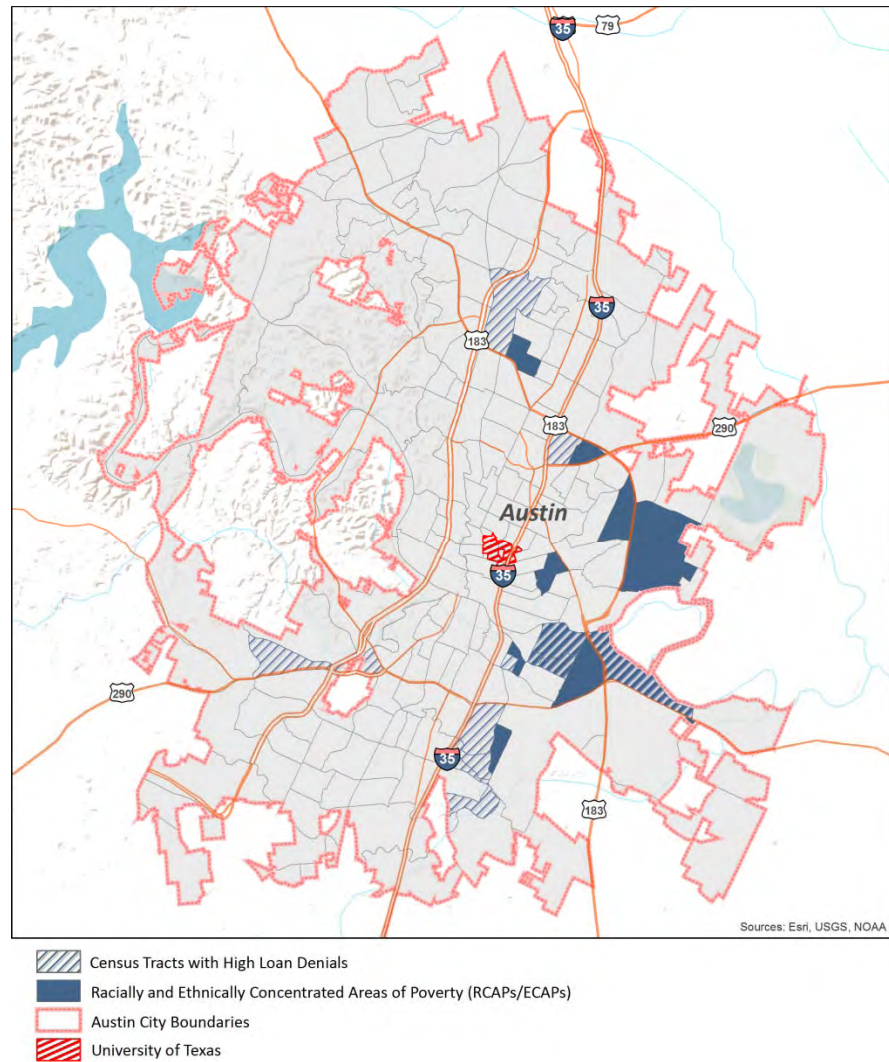 35
79
183
35
183
290
Austin
35
290
35
183
Sources: Esri, USGS, NOAA
Census Tracts with High Loan Denials
Racially and Ethnically Concentrated Areas of Poverty (RCAPs/ECAPs)
Austin City Boundaries
University of Texas